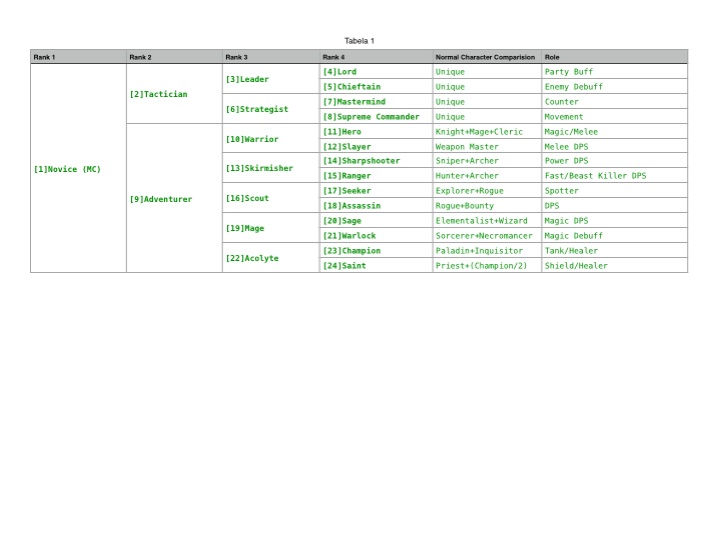 Tabela 1
Rank 1 Rank 2 Rank 3 Rank 4 Normal Character Comparision Role
[1]Novice (MC) [2]Tactician [3]Leader [4]Lord Unique Party Buff
[5]Chieftain Unique Enemy Debuff
[6]Strategist [7]Mastermind Unique Counter
[8]Supreme Commander Unique Movement
[9]Adventurer [10]Warrior [11]Hero Knight+Mage+Cleric Magic/Melee
[12]Slayer Weapon Master Melee DPS
[13]Skirmisher [14]Sharpshooter Sniper+Archer Power DPS
[15]Ranger Hunter+Archer Fast/Beast Killer DPS
[16]Scout [17]Seeker Explorer+Rogue Spotter
[18]Assassin Rogue+Bounty DPS
[19]Mage [20]Sage Elementalist+Wizard Magic DPS
[21]Warlock Sorcerer+Necromancer Magic Debuff
[22]Acolyte [23]Champion Paladin+Inquisitor Tank/Healer
[24]Saint Priest+(Champion/2) Shield/Healer